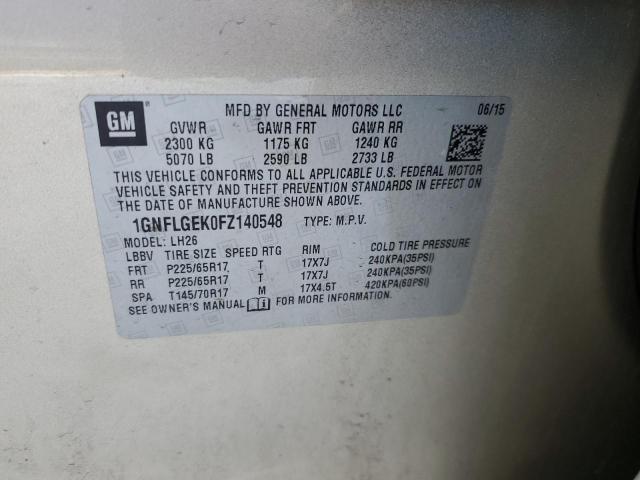 GM
MFD BY GENERAL MOTORS LLC 06/15
GVWR GAWR FRT GAWR RR
2300 KG 1175 KG 1240 KG
5070 LB 2590 LB 2733 LB
THIS VEHICLE CONFORMS TO ALL APPLICABLE U.S. FEDERAL MOTOR
VEHICLE SAFETY AND THEFT PREVENTION STANDARDS IN EFFECT ON
THE DATE OF MANUFACTURE SHOWN ABOVE.
1GNFLGEK0FZ140548 TYPE: M.P.V.
MODEL: LH26
LBBV TIRE SIZE SPEED RTG RIM COLD TIRE PRESSURE
FRT P225/65R17 T 17X7J 240KPA(35PSI)
RR P225/65R17 T 17X7J 240KPA(35PSI)
SPA T145/70R17 M 17X4.5T 420KPA(60PSI)
SEE OWNER'S MANUAL FOR MORE INFORMATION.